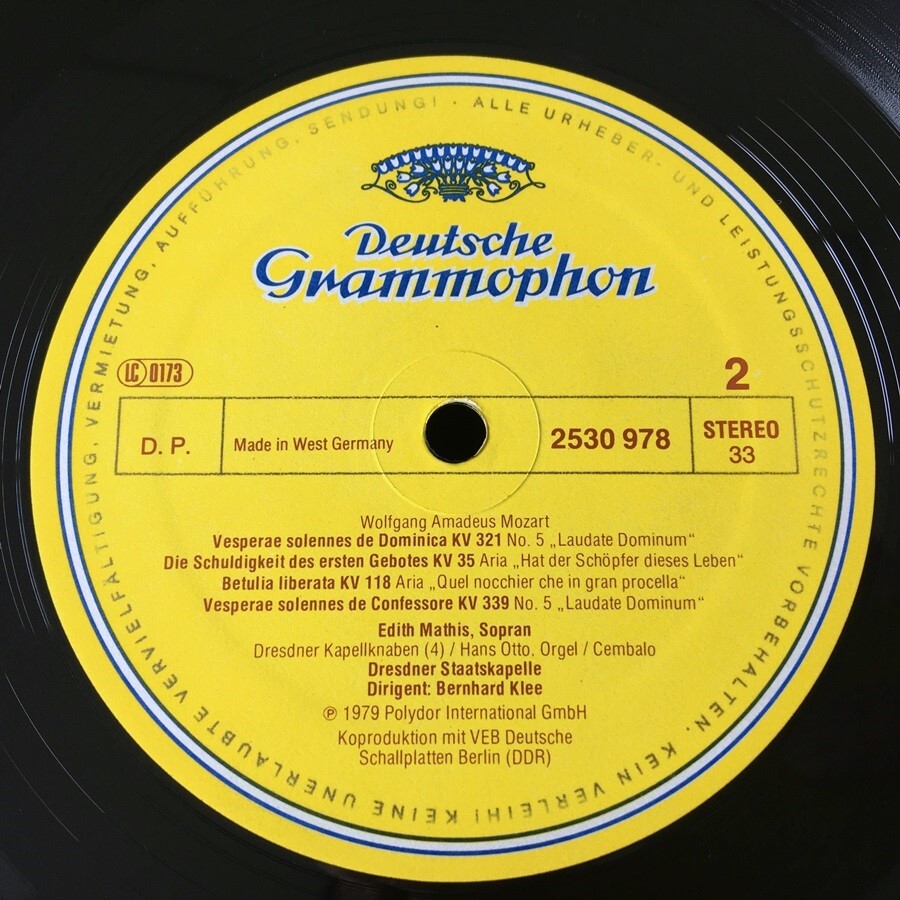 ALLE URHEBER- UND LEISTUNGSSCHUTZRECHTE VORBEHALTEN. KEIN VERLEIH! KEINE UNERLAUBTE VERVIELFÄLTIGUNG, VERMIETUNG, AUFFÜHRUNG, SENDUNG! ·
Deutsche
Grammophon
LC 0173
2
D. P.
Made in West Germany
2530 978
STEREO
33
Wolfgang Amadeus Mozart
Vesperae solennes de Dominica KV 321 No. 5 „Laudate Dominum“
Die Schuldigkeit des ersten Gebotes KV 35 Aria „Hat der Schöpfer dieses Leben“
Betulia liberata KV 118 Aria „Quel nocchier che in gran procella“
Vesperae solennes de Confessore KV 339 No. 5 „Laudate Dominum“
Edith Mathis, Sopran
Dresdner Kapellknaben (4) / Hans Otto, Orgel / Cembalo
Dresdner Staatskapelle
Dirigent: Bernhard Klee
℗ 1979 Polydor International GmbH
Koproduktion mit VEB Deutsche
Schallplatten Berlin (DDR)